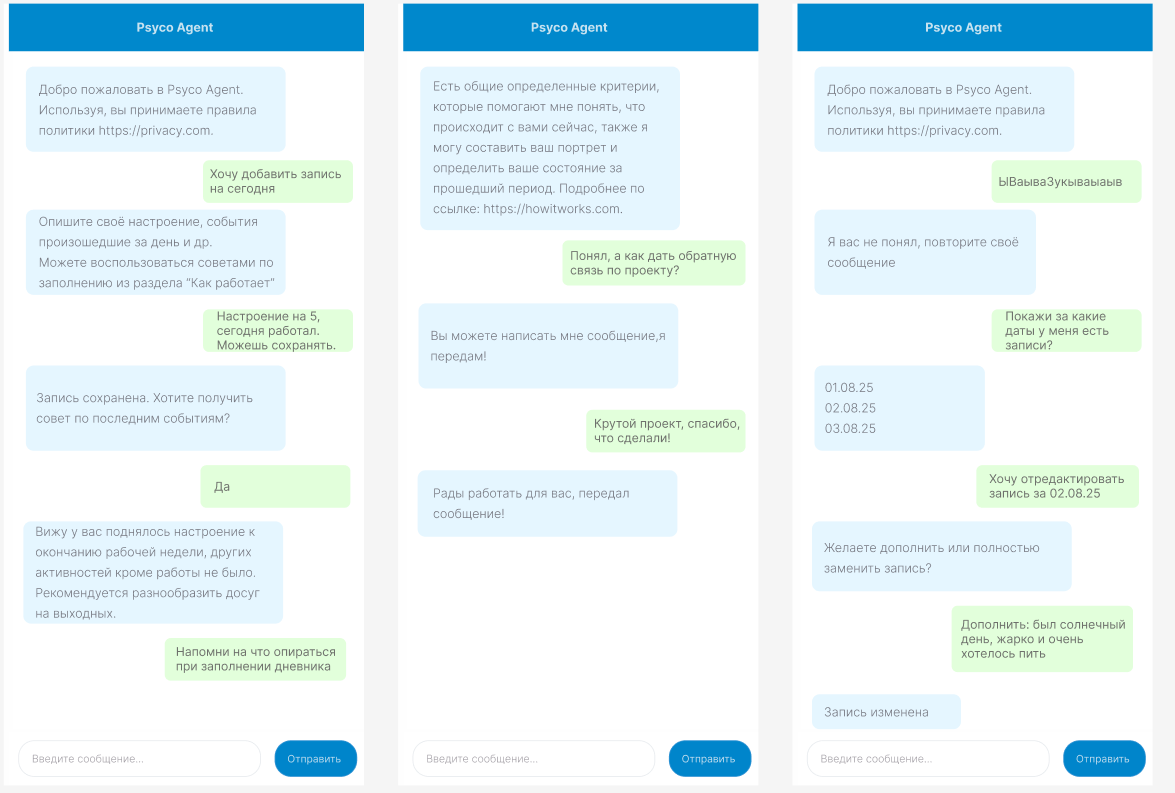 Psyco Agent
Добро пожаловать в Psyco Agent.
Используя, вы принимаете правила
политики https://privacy.com.
Хочу добавить запись
на сегодня
Опишите своё настроение, события
произошедшие за день и др.
Можете воспользоваться советами по
заполнению из раздела "Как работает"
Настроение на 5,
сегодня работал.
Можешь сохранять.
Запись сохранена. Хотите получить
совет по последним событиям?
Да
Вижу у вас поднялось настроение к
окончанию рабочей недели, других
активностей кроме работы не было.
Рекомендуется разнообразить досуг
на выходных.
Напомни на что опираться
при заполнении дневника
Введите сообщение...
Отправить
Psyco Agent
Есть общие определенные критерии,
которые помогают мне понять, что
происходит с вами сейчас, также я
могу составить ваш портрет и
определить ваше состояние за
прошедший период. Подробнее по
ссылке: https://howitworks.com.
Понял, а как дать обратную
связь по проекту?
Вы можете написать мне сообщение,я
передам!
Крутой проект, спасибо,
что сделали!
Рады работать для вас, передал
сообщение!
Введите сообщение...
Отправить
Psyco Agent
Добро пожаловать в Psyco Agent.
Используя, вы принимаете правила
политики https://privacy.com.
ЫВаываЗукываыаыв
Я вас не понял, повторите своё
сообщение
Покажи за какие
даты у меня есть
записи?
01.08.25
02.08.25
03.08.25
Хочу отредактировать
запись за 02.08.25
Желаете дополнить или полностью
заменить запись?
Дополнить: был солнечный
день, жарко и очень
хотелось пить
Запись изменена
Введите сообщение...
Отправить